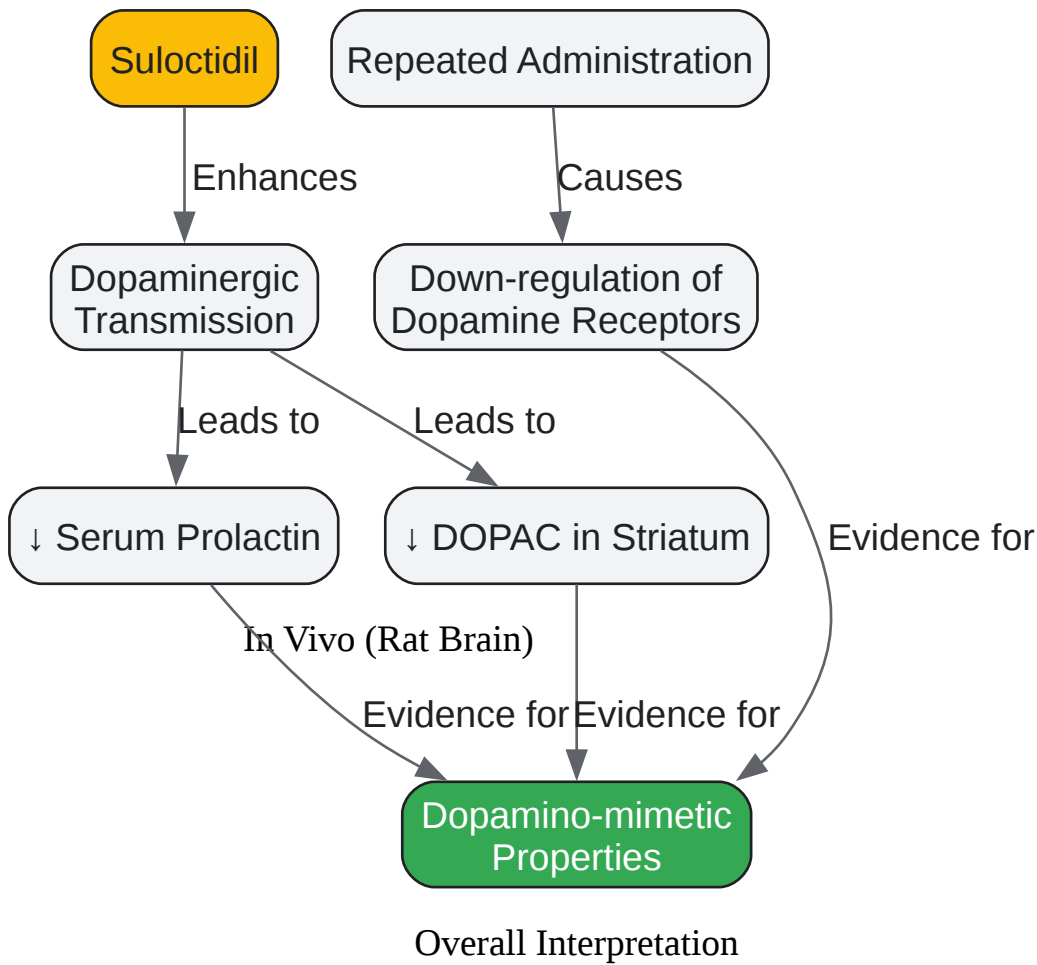 Suloctidil
Repeated Administration
Enhances
Causes
Dopaminergic
Transmission
Down-regulation of
Dopamine Receptors
Leads to
Leads to
↓ Serum Prolactin
↓ DOPAC in Striatum
Evidence for
In Vivo (Rat Brain)
Evidence for
Evidence for
Dopamino-mimetic
Properties
Overall Interpretation